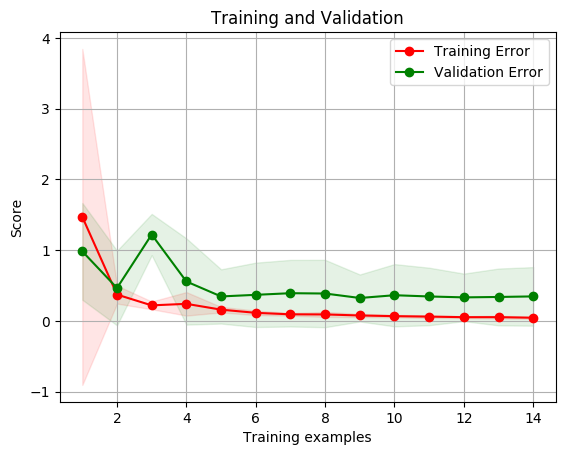 Training and Validation
Training Error
Validation Error
4
3
2
1
0
−1
Score
2 4 6 8 10 12 14
Training examples